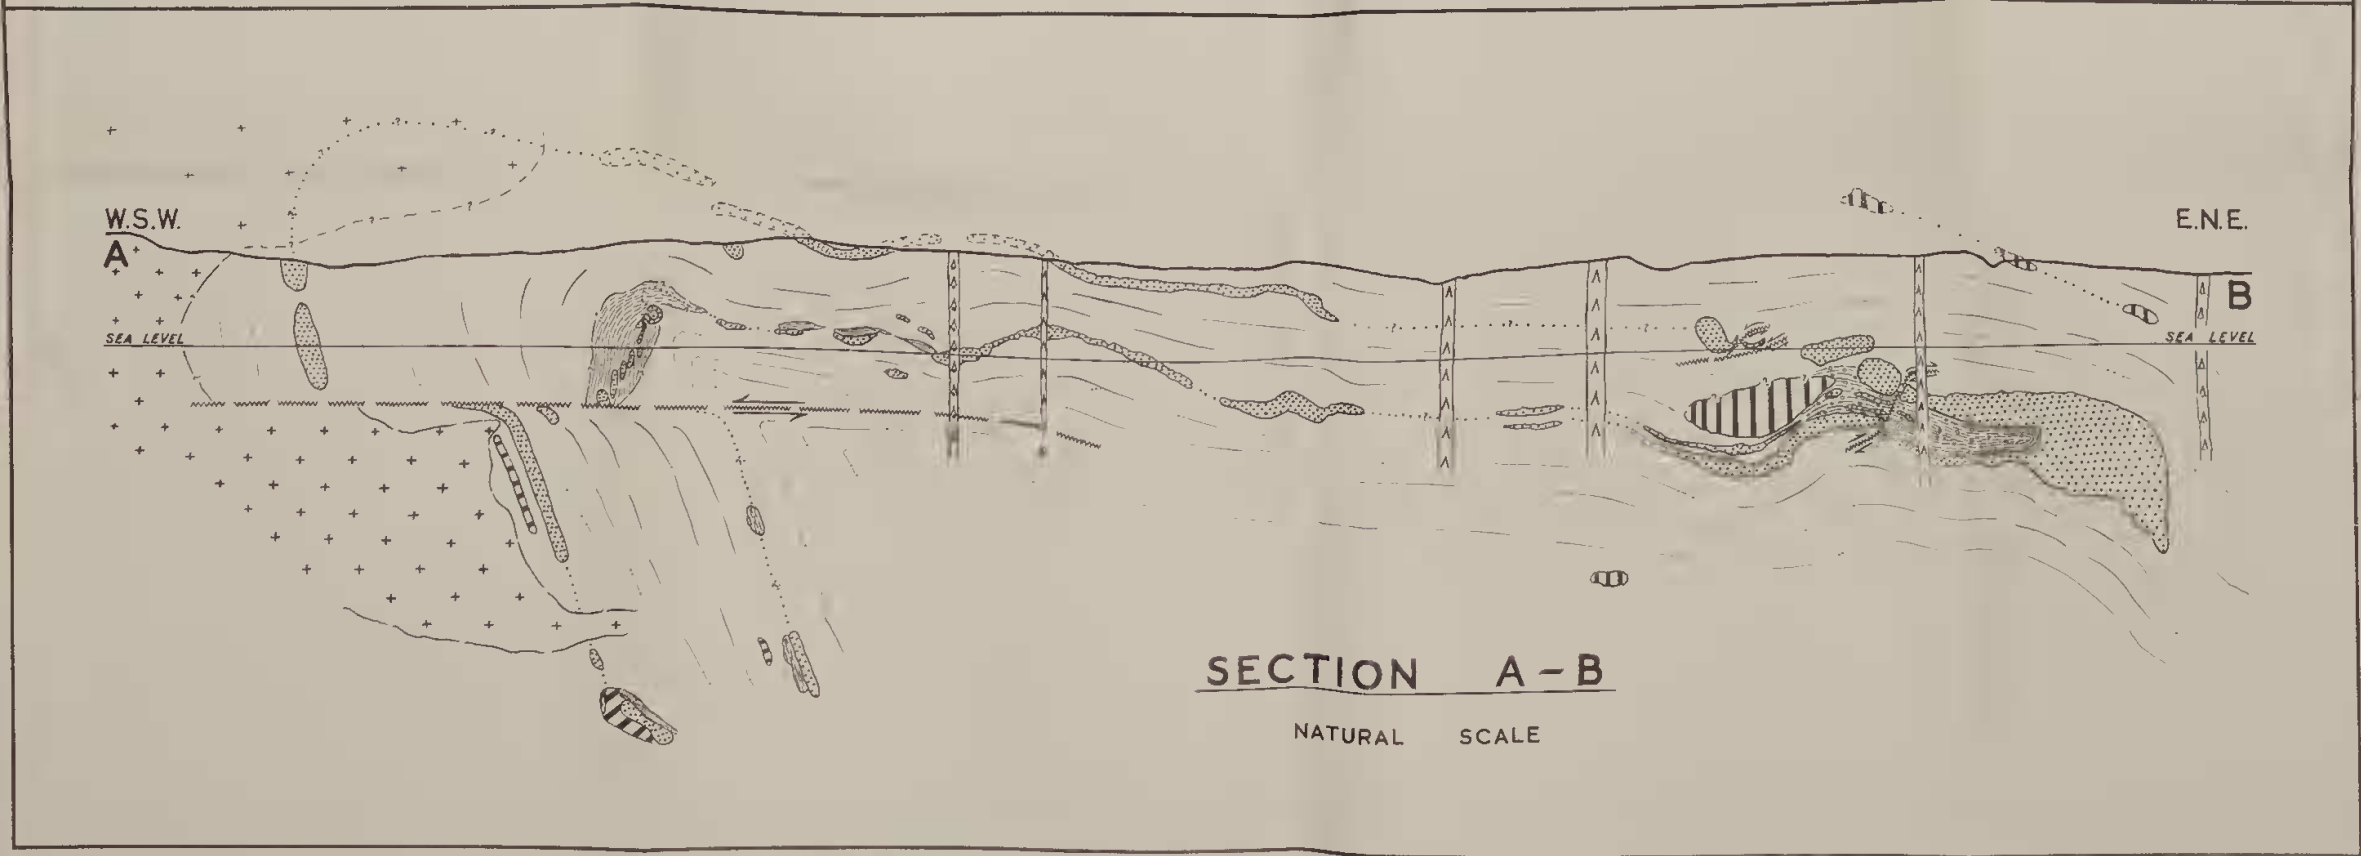 W.S.W.
E.N.E.
A
B
SEA LEVEL
SEA LEVEL
SECTION A – B
NATURAL SCALE